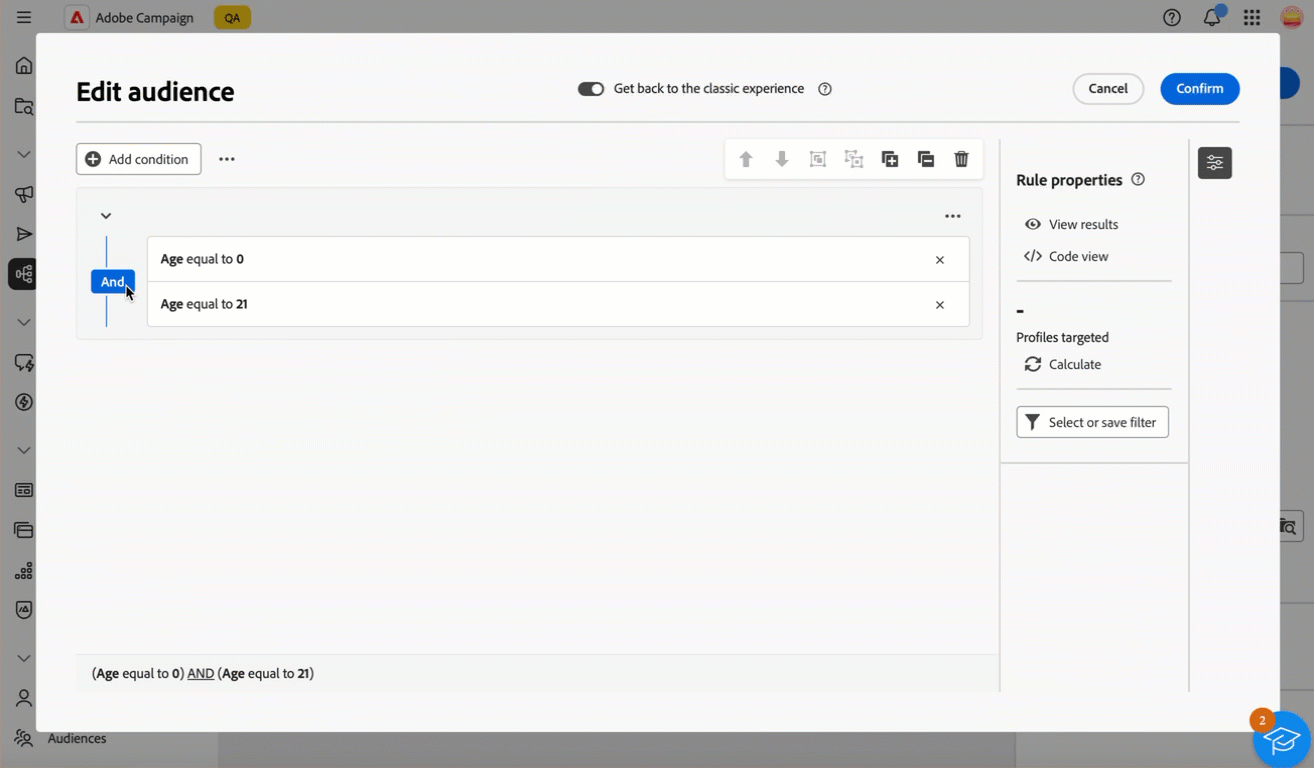 Adobe Campaign
QA
Edit audience
Get back to the classic experience
Cancel
Confirm
Add condition
Rule properties
View results
Code view
Age equal to 0
And
Age equal to 21
-
Profiles targeted
Calculate
Select or save filter
(Age equal to 0) AND (Age equal to 21)
2
Audiences